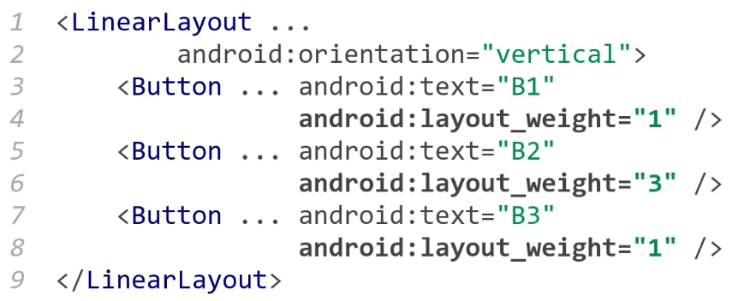 1 <LinearLayout ...
2 android:orientation="vertical">
3 <Button ... android:text="B1"
4 android:layout_weight="1" />
5 <Button ... android:text="B2"
6 android:layout_weight="3" />
7 <Button ... android:text="B3"
8 android:layout_weight="1" />
9 </LinearLayout>